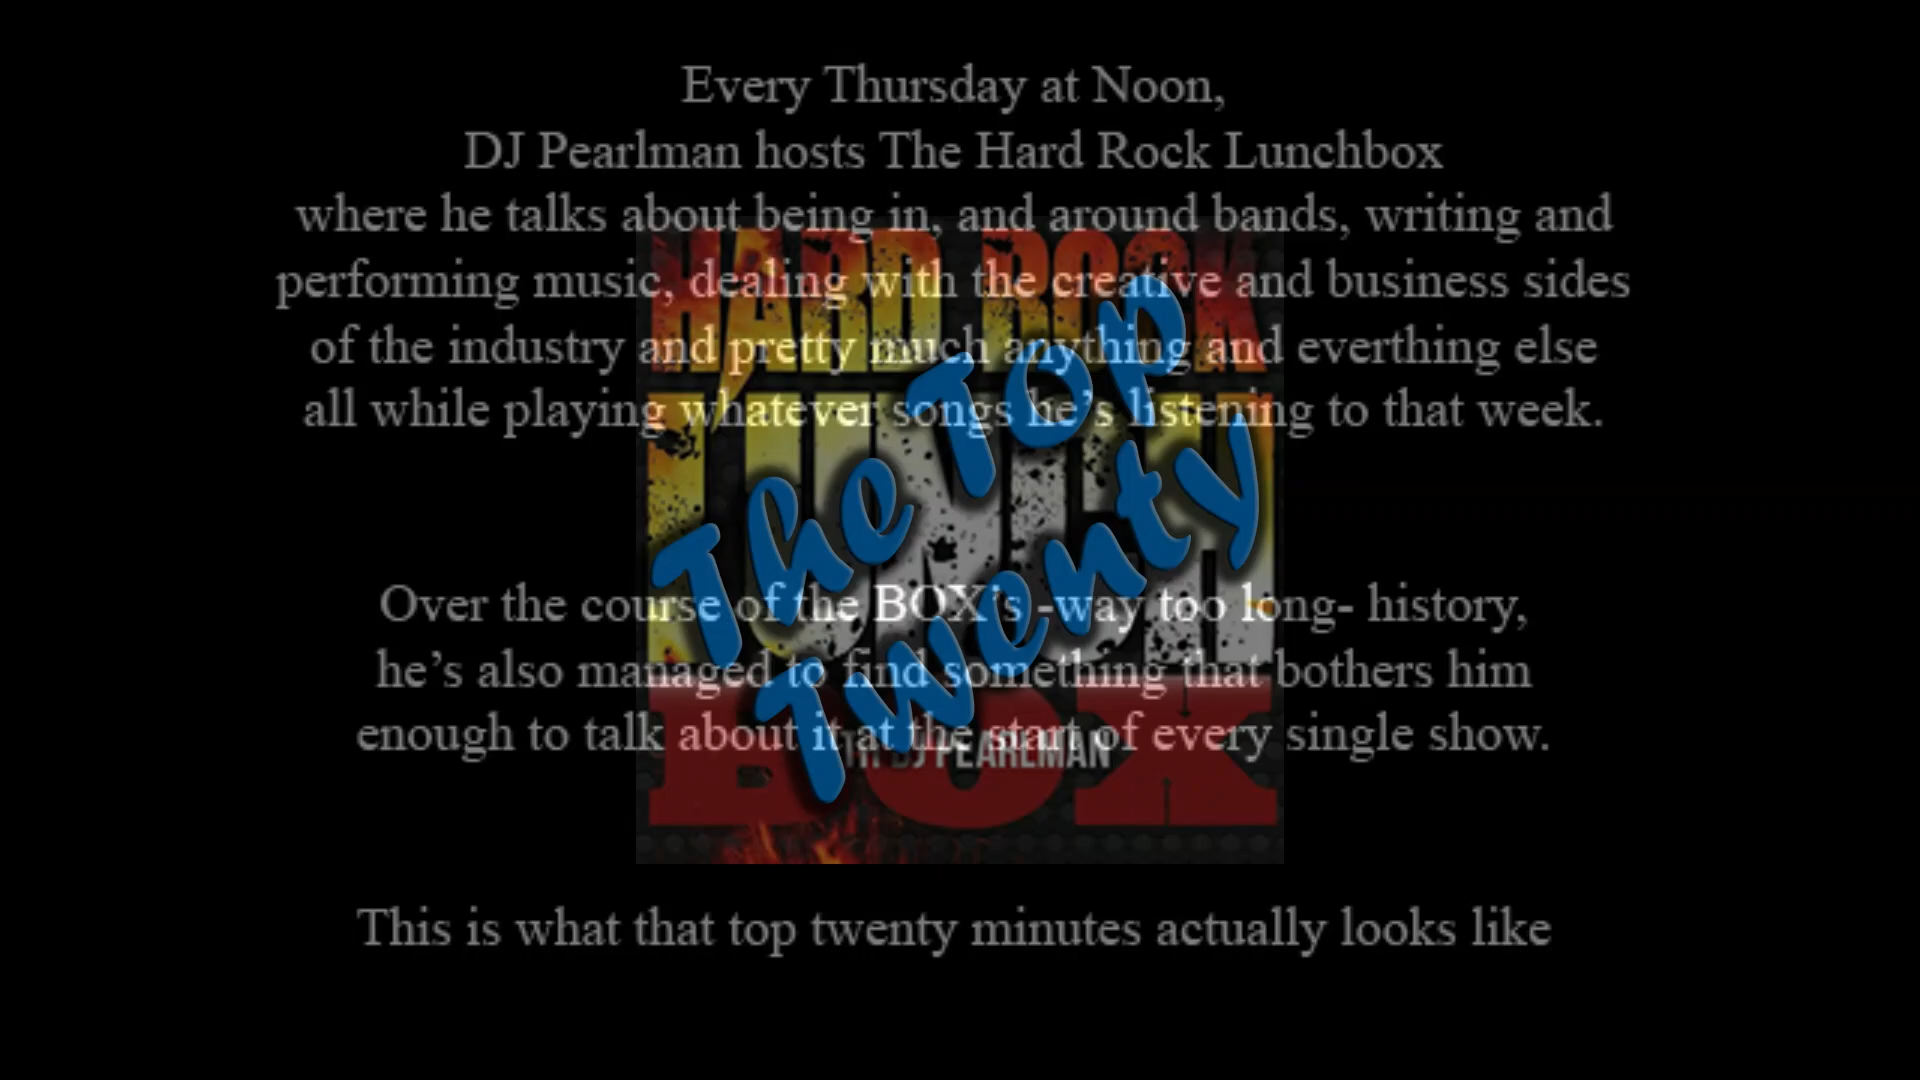 Every Thursday at Noon,
DJ Pearlman hosts The Hard Rock Lunchbox
where he talks about being in, and around bands, writing and
performing music, dealing with the creative and business sides
of the industry and pretty much anything and everthing else
all while playing whatever songs he’s listening to that week.
Over the course of the BOX’s -way too long- history,
he’s also managed to find something that bothers him
enough to talk about it at the start of every single show.
This is what that top twenty minutes actually looks like
HARD ROCK
LUNCH
BOX
DJ PEARLMAN
The Top
Twenty